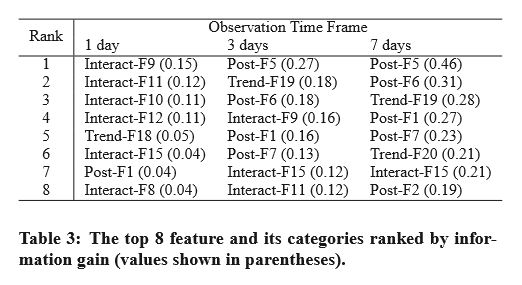 Rank Observation Time Frame
1 day 3 days 7 days
1 Interact-F9 (0.15) Post-F5 (0.27) Post-F5 (0.46)
2 Interact-F11 (0.12) Trend-F19 (0.18) Post-F6 (0.31)
3 Interact-F10 (0.11) Post-F6 (0.18) Trend-F19 (0.28)
4 Interact-F12 (0.11) Interact-F9 (0.16) Post-F1 (0.27)
5 Trend-F18 (0.05) Post-F1 (0.16) Post-F7 (0.23)
6 Interact-F15 (0.04) Post-F7 (0.13) Trend-F20 (0.21)
7 Post-F1 (0.04) Interact-F15 (0.12) Interact-F15 (0.21)
8 Interact-F8 (0.04) Interact-F11 (0.12) Post-F2 (0.19)
Table 3: The top 8 feature and its categories ranked by infor-
mation gain (values shown in parentheses).